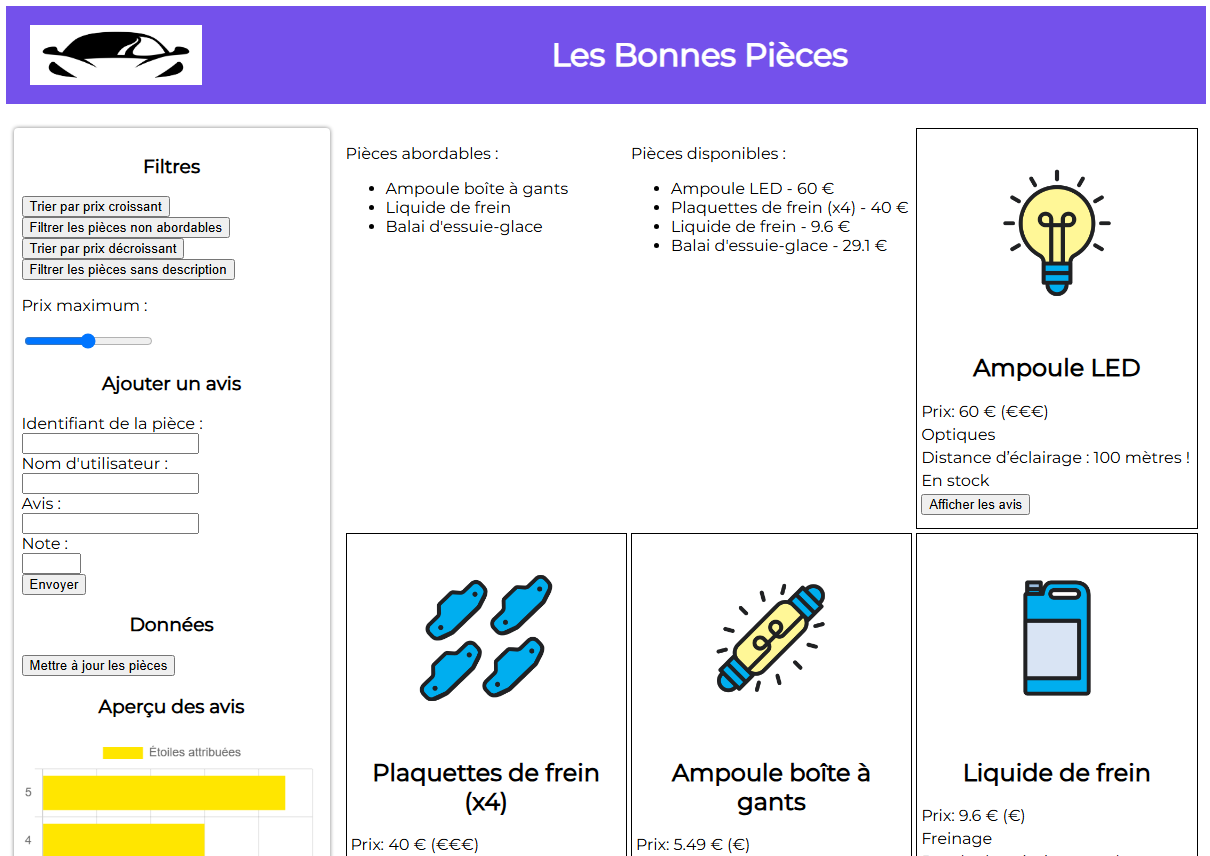 Les Bonnes Pièces
Filtres
Trier par prix croissant
Filtrer les pièces non abordables
Trier par prix décroissant
Filtrer les pièces sans description
Prix maximum :
Ajouter un avis
Identifiant de la pièce :
Nom d'utilisateur :
Avis :
Note :
Envoyer
Données
Mettre à jour les pièces
Aperçu des avis
Étoiles attribuées
5
4
Pièces abordables :
Ampoule boîte à gants
Liquide de frein
Balai d'essuie-glace
Pièces disponibles :
Ampoule LED - 60 €
Plaquettes de frein (x4) - 40 €
Liquide de frein - 9.6 €
Balai d'essuie-glace - 29.1 €
Ampoule LED
Prix: 60 € (€€€)
Optiques
Distance d’éclairage : 100 mètres !
En stock
Afficher les avis
Plaquettes de frein
(x4)
Prix: 40 € (€€€)
Ampoule boîte à
gants
Prix: 5.49 € (€)
Liquide de frein
Prix: 9.6 € (€)
Freinage